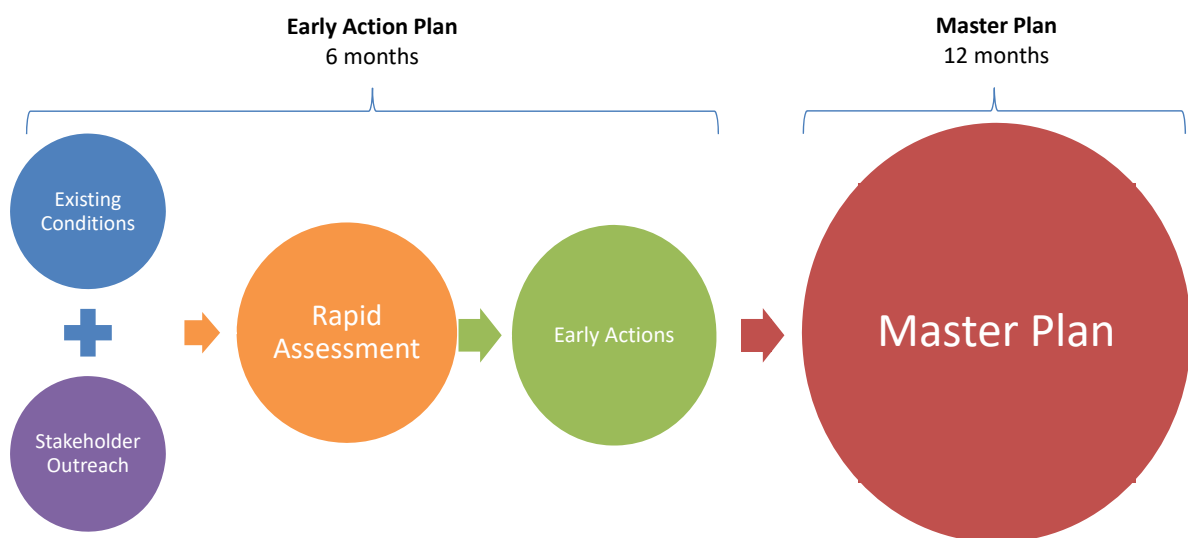 Early Action Plan
6 months
Master Plan
12 months
Existing
Conditions
Stakeholder
Outreach
Rapid
Assessment
Early Actions
Master Plan